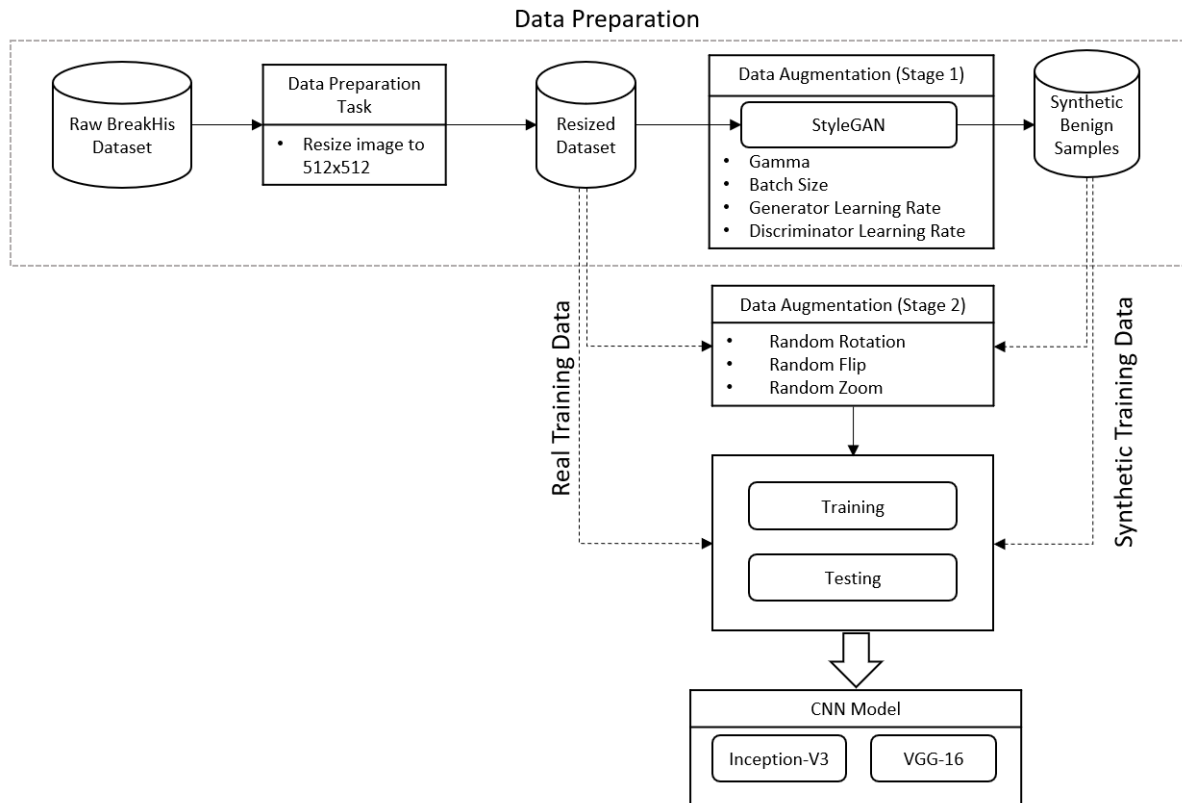 Data Preparation
Raw BreakHis
Dataset
Data Preparation
Task
• Resize image to
512x512
Resized
Dataset
Data Augmentation (Stage 1)
StyleGAN
• Gamma
• Batch Size
• Generator Learning Rate
• Discriminator Learning Rate
Synthetic
Benign
Samples
Real Training Data
Data Augmentation (Stage 2)
• Random Rotation
• Random Flip
• Random Zoom
Synthetic Training Data
Training
Testing
CNN Model
Inception-V3
VGG-16